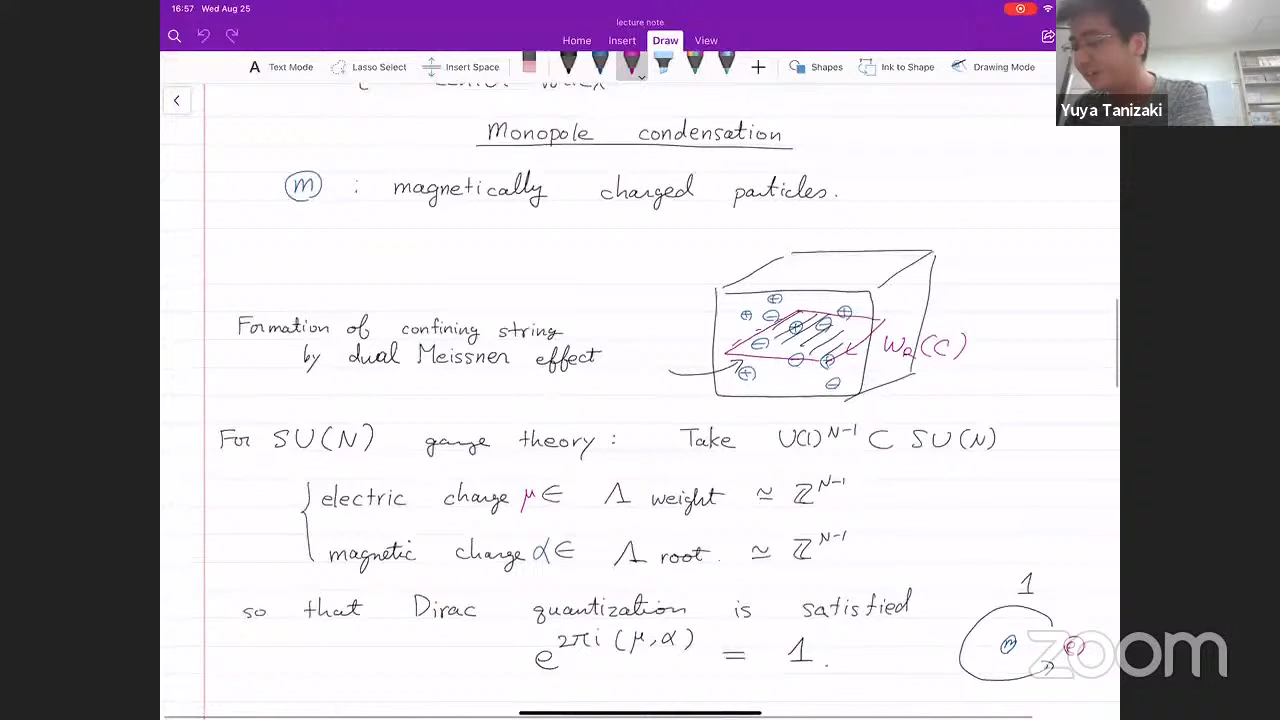 16:57 Wed Aug 25
lecture note
Home Insert Draw View
Text Mode Lasso Select Insert Space Shapes Ink to Shape Drawing Mode
Yuya Tanizaki
Monopole condensation
m : magnetically charged particles.
Formation of confining string
by dual Meissner effect
W_R(C)
For SU(N) gauge theory : Take U(1)^{N-1} ⊂ SU(N)
electric charge μ ∈ Λ weight ≃ ℤ^{N-1}
magnetic charge α ∈ Λ root. ≃ ℤ^{N-1}
so that Dirac quantization is satisfied
e^{2πi (μ,α)} = 1.
1
m e
zoom